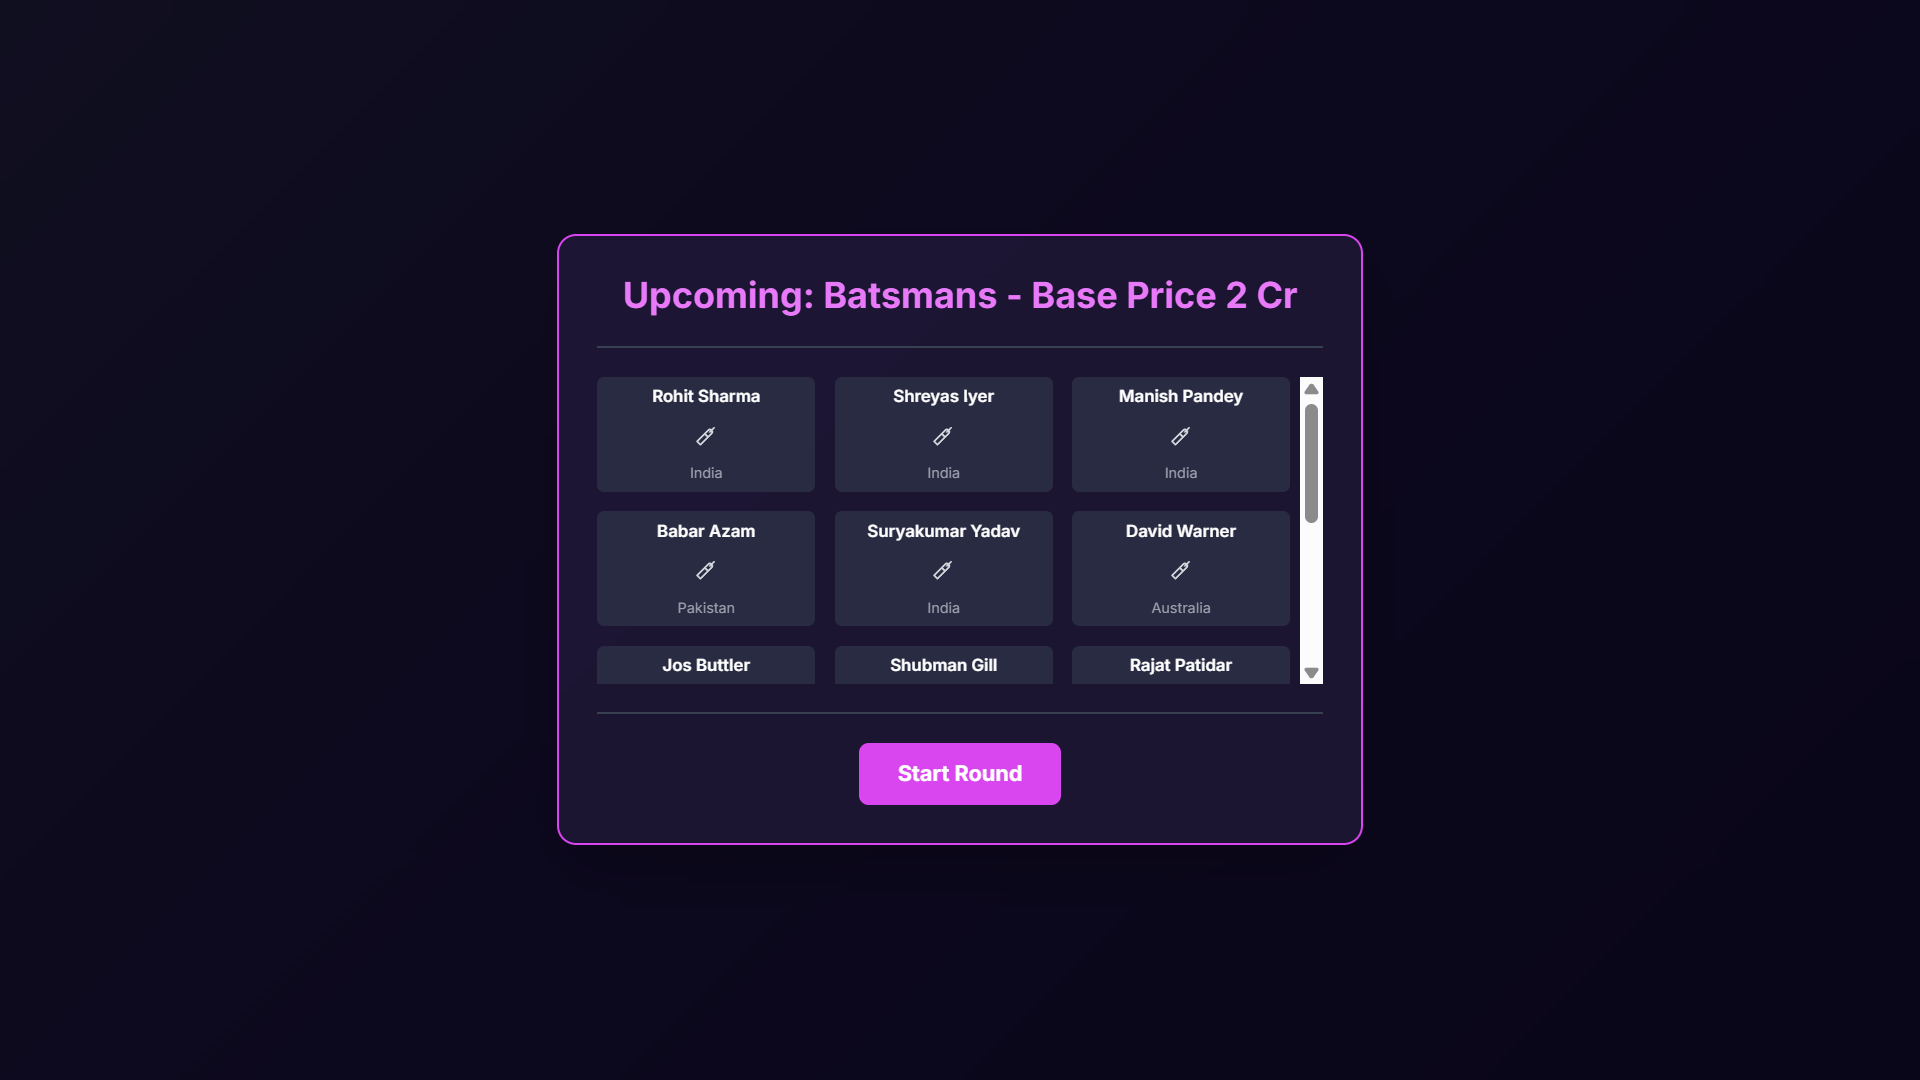 Upcoming: Batsmans - Base Price 2 Cr
Rohit Sharma
India
Shreyas Iyer
India
Manish Pandey
India
Babar Azam
Pakistan
Suryakumar Yadav
India
David Warner
Australia
Jos Buttler
Shubman Gill
Rajat Patidar
Start Round